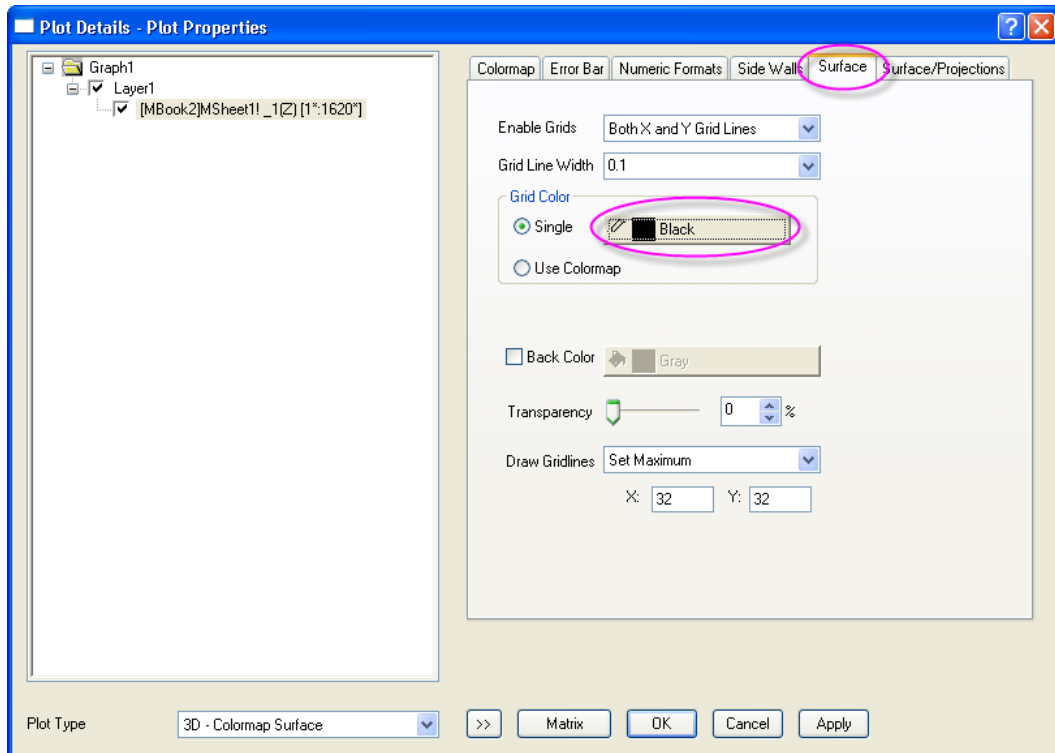 Plot Details - Plot Properties
Graph1
Layer1
[MBook2]MSheet1! _1(Z) [1*:1620*]
Colormap
Error Bar
Numeric Formats
Side Walls
Surface
Surface/Projections
Enable Grids
Both X and Y Grid Lines
Grid Line Width
0.1
Grid Color
Single
Black
Use Colormap
Back Color
Gray
Transparency
0
%
Draw Gridlines
Set Maximum
X:
32
Y:
32
Plot Type
3D - Colormap Surface
>>
Matrix
OK
Cancel
Apply